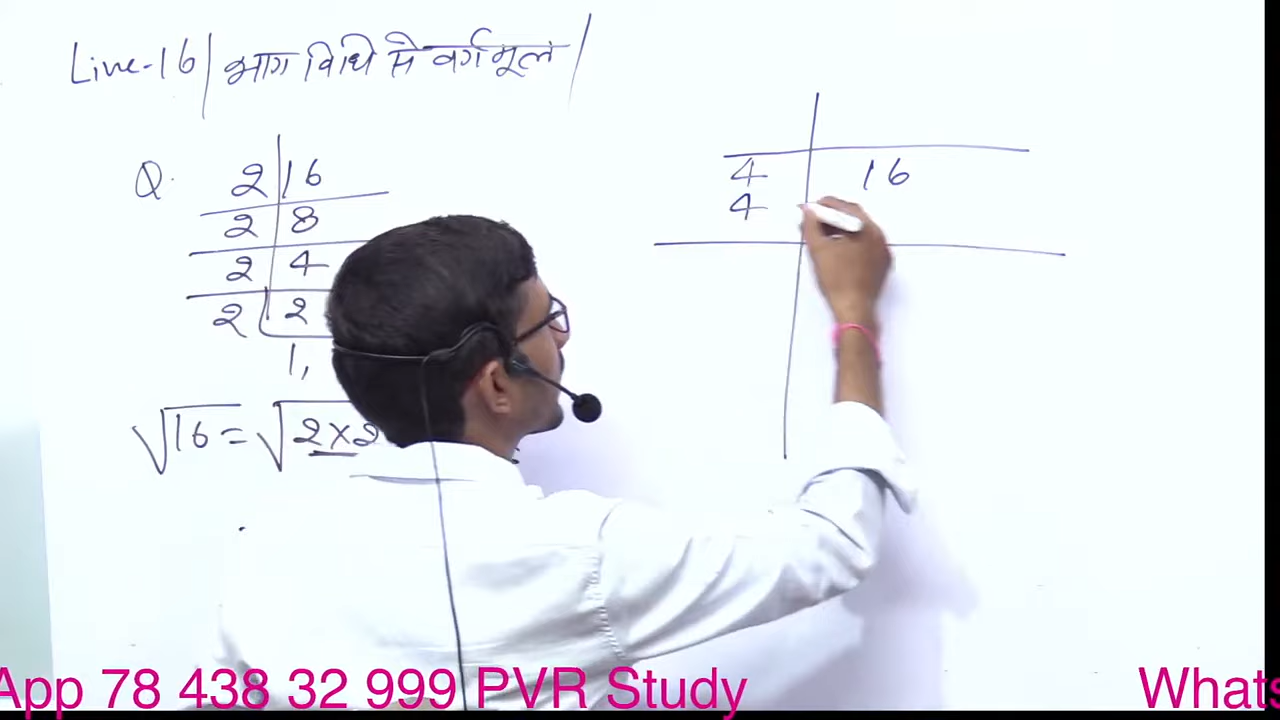 Live-16 | भाग विधि से वर्गमूल |
Q. 2 | 16
2 | 8
2 | 4
2 | 2
1,
√16 = √2×2
4 | 16
4
App 78 438 32 999 PVR Study Whats